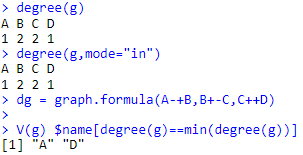 > degree(g)
A B C D
1 2 2 1
> degree(g,mode="in")
A B C D
1 2 2 1
> dg = graph.formula(A-+B,B+-C,C++D)
>
> V(g) $name[degree(g)==min(degree(g))]
[1] "A" "D"